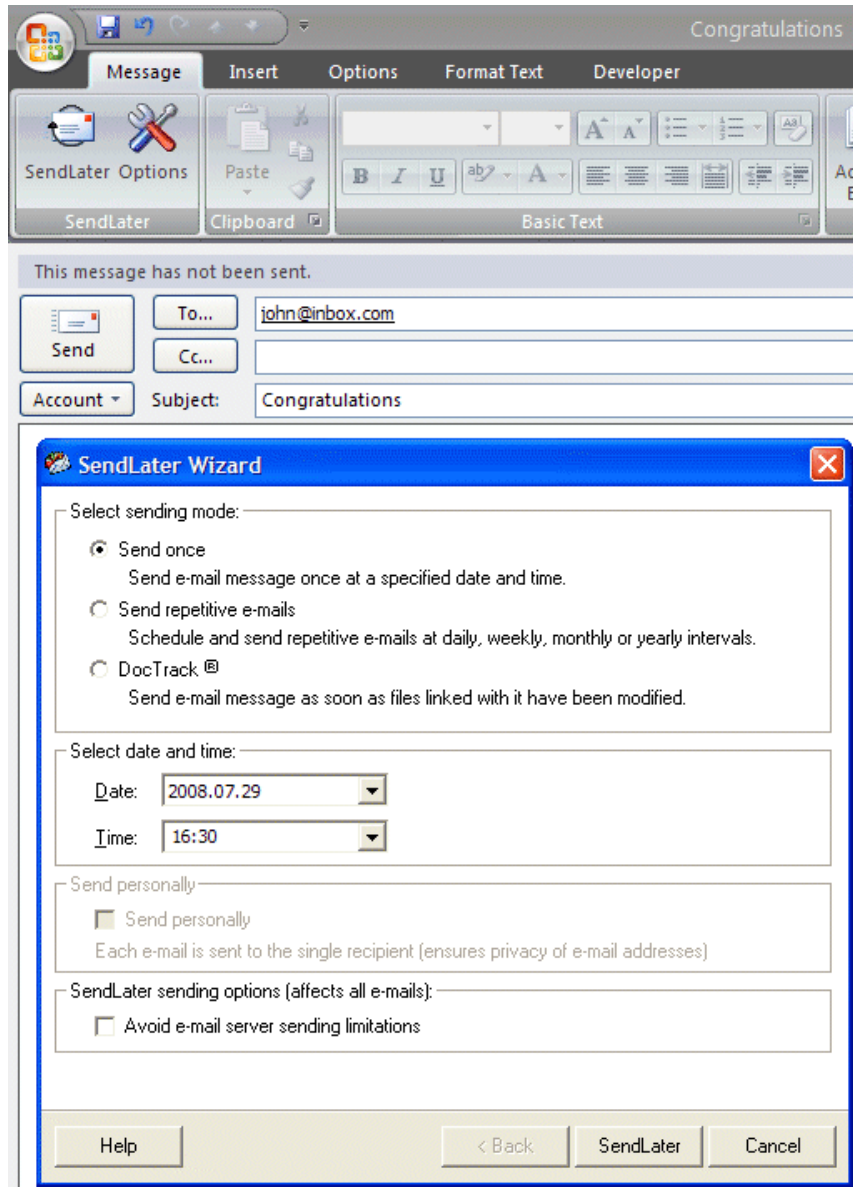 Congratulations
Message Insert Options Format Text Developer
SendLater Options Paste B I U A A A
SendLater Clipboard Basic Text
This message has not been sent.
Send To... john@inbox.com
Cc...
Account Subject: Congratulations
SendLater Wizard
Select sending mode:
Send once
Send e-mail message once at a specified date and time.
Send repetitive e-mails
Schedule and send repetitive e-mails at daily, weekly, monthly or yearly intervals.
DocTrack ®
Send e-mail message as soon as files linked with it have been modified.
Select date and time:
Date: 2008.07.29
Time: 16:30
Send personally
Send personally
Each e-mail is sent to the single recipient (ensures privacy of e-mail addresses)
SendLater sending options (affects all e-mails):
Avoid e-mail server sending limitations
Help < Back SendLater Cancel